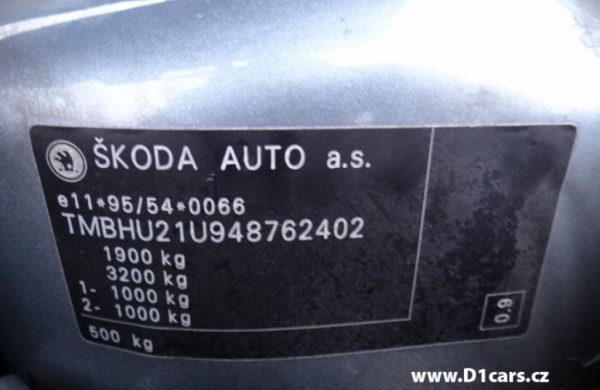 ŠKODA AUTO a.s.
e11*95/54*0066
TMBHU21U948762402
1900 kg
3200 kg
1- 1000 kg
2- 1000 kg
500 kg
0.9
www.D1cars.cz